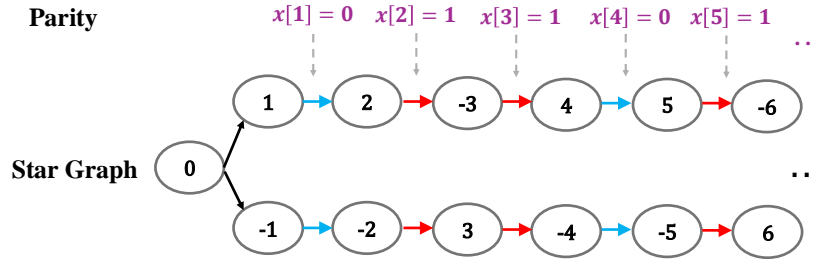 Parity x[1] = 0 x[2] = 1 x[3] = 1 x[4] = 0 x[5] = 1 ..
1 2 -3 4 5 -6
Star Graph 0 ..
-1 -2 3 -4 -5 6